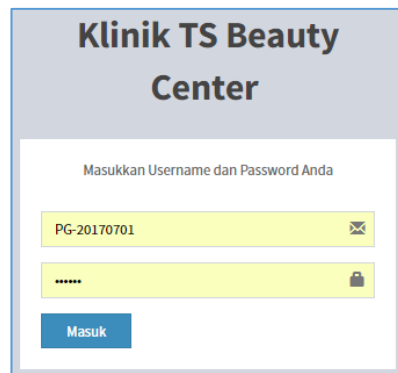 Klinik TS Beauty
Center
Masukkan Username dan Password Anda
PG-20170701
••••••
Masuk